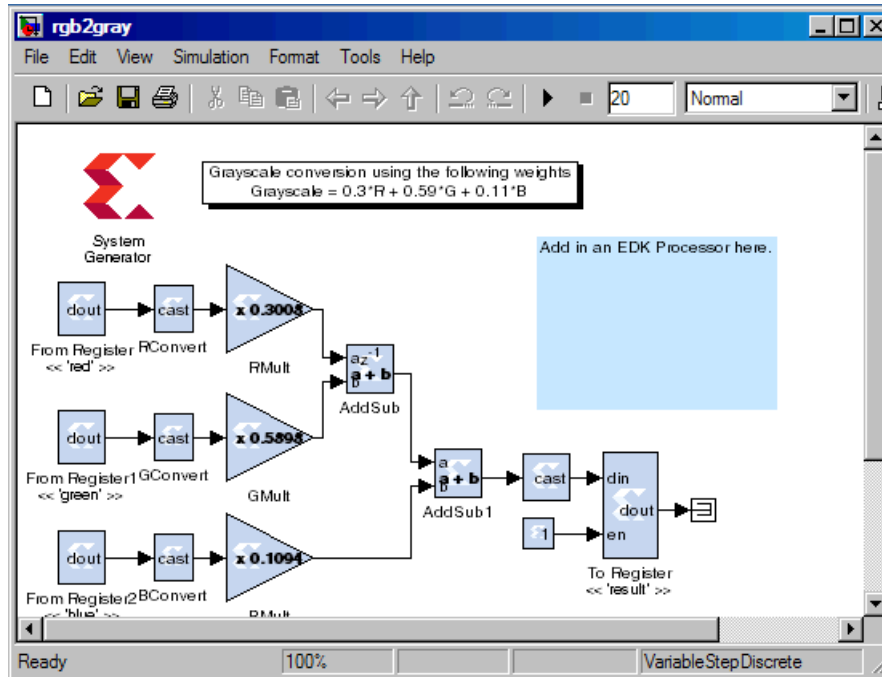 rgb2gray
File Edit View Simulation Format Tools Help
20 Normal
Grayscale conversion using the following weights
Grayscale = 0.3*R + 0.59*G + 0.11*B
System
Generator
Add in an EDK Processor here.
dout cast x 0.3008
From Register RConvert
<< 'red' >>
RMult
a z-1
b a + b
AddSub
dout cast x 0.5898
From Register1 GConvert
<< 'green' >>
GMult
a
b a + b
AddSub1
cast din
dout
1 en
To Register
<< 'result' >>
dout cast x 0.1094
From Register2 BConvert
<< 'blue' >>
Ready 100% VariableStepDiscrete